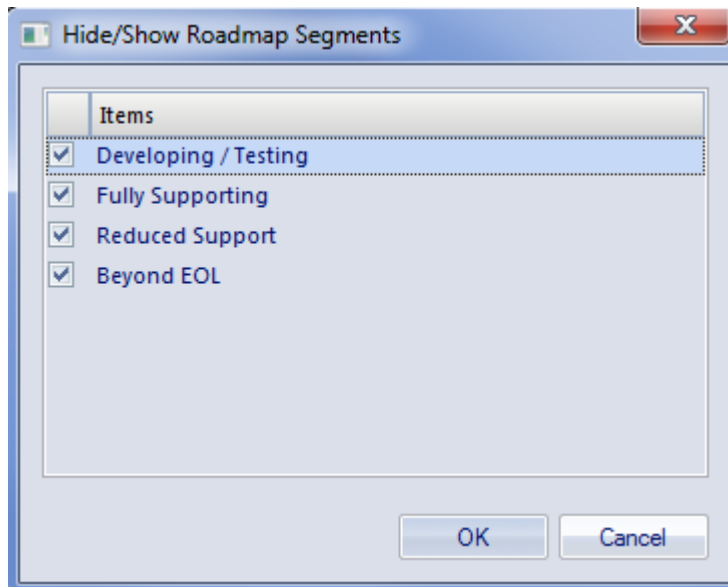 Hide/Show Roadmap Segments
Items
Developing / Testing
Fully Supporting
Reduced Support
Beyond EOL
OK
Cancel